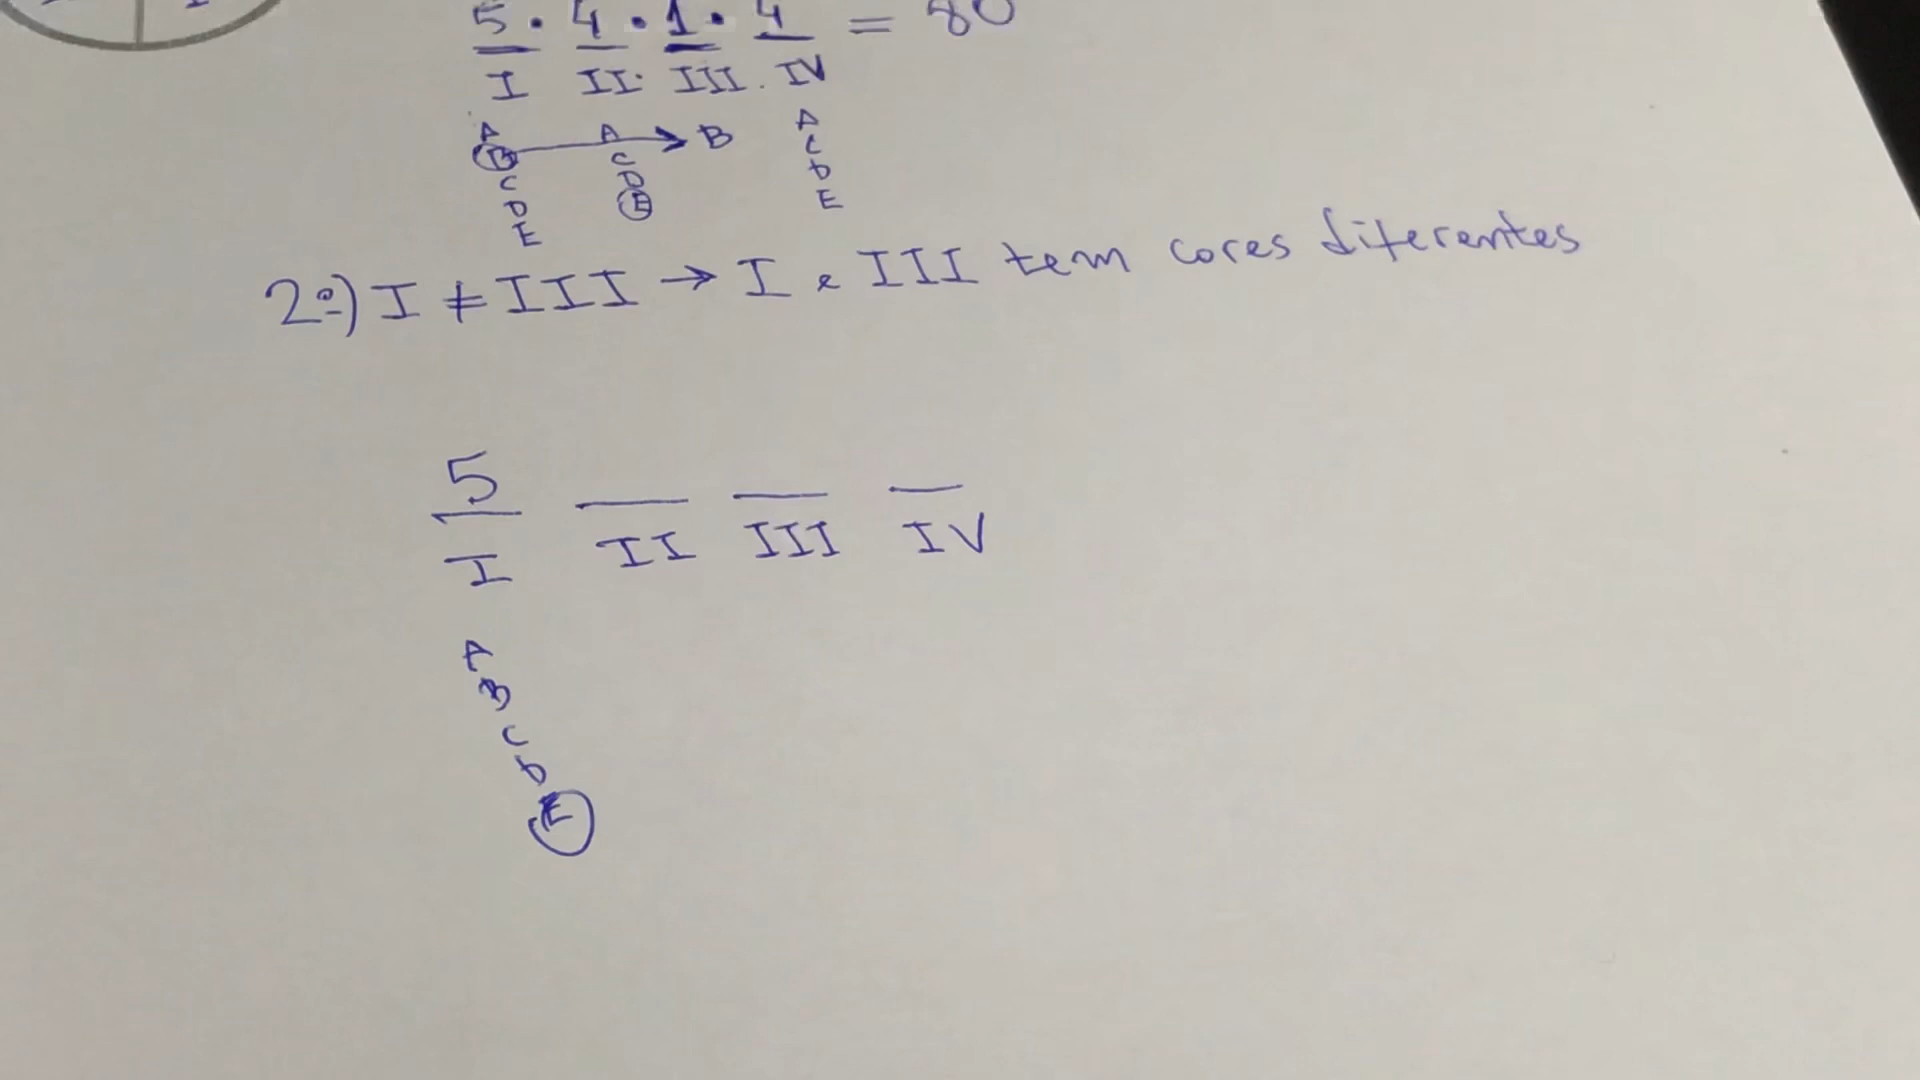 5 . 4 . 1 . 4 = 80
I II. III. IV
A A B A
B C C
C D D
D E E
E
2º) I ≠ III → I e III tem cores diferentes
5
I II III IV
A
B
C
D
E